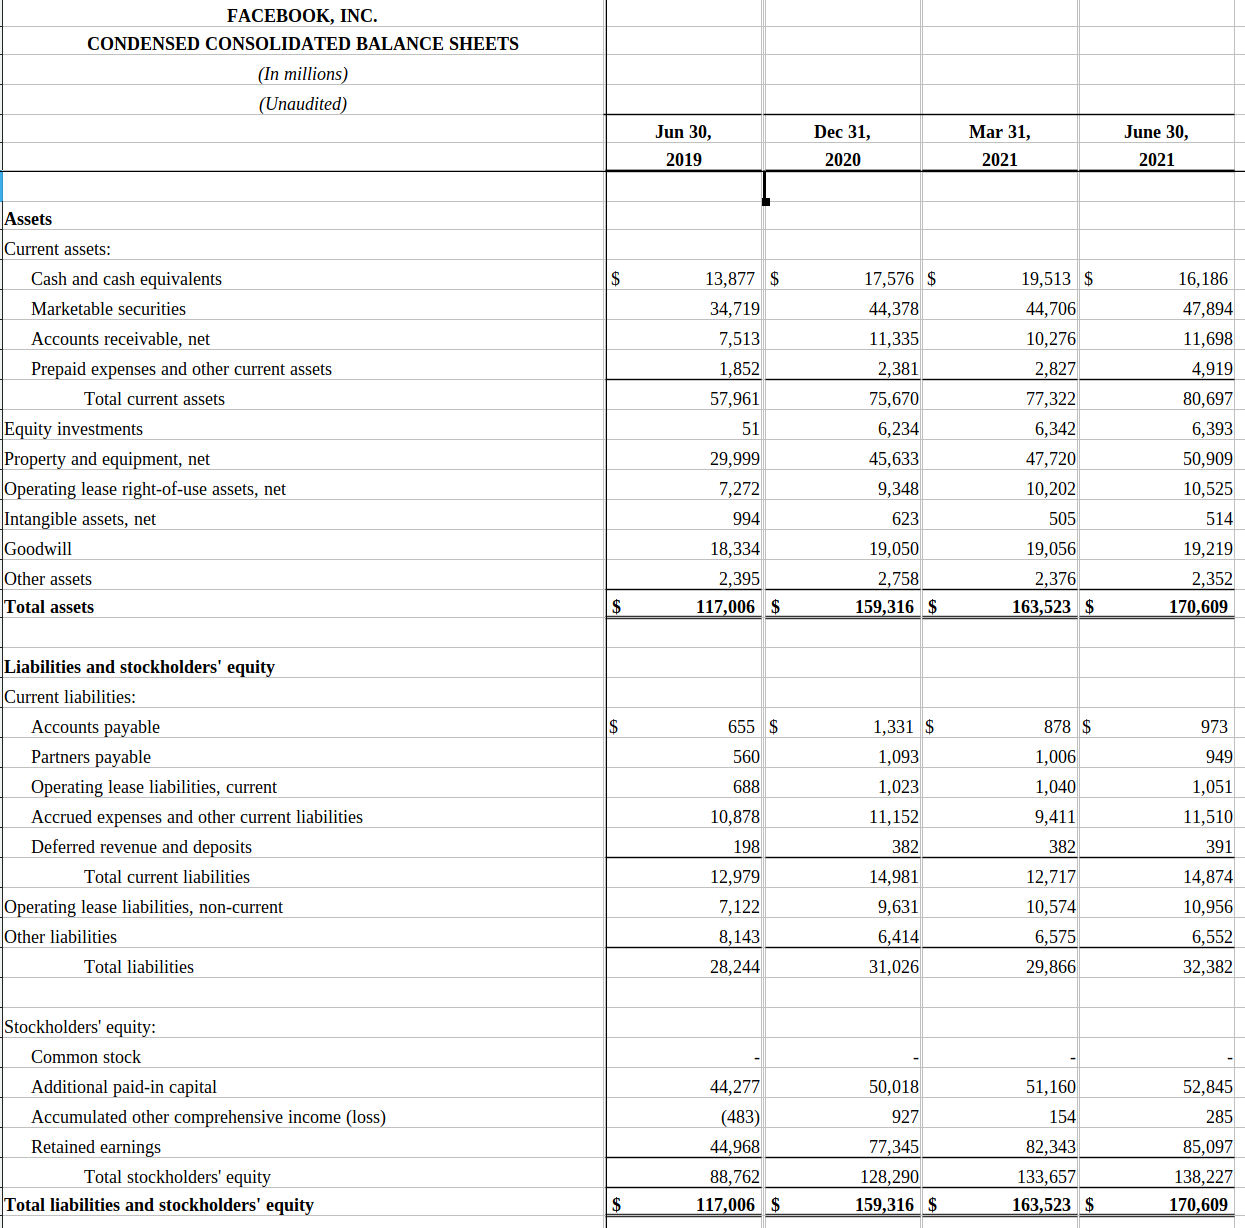 FACEBOOK, INC.
CONDENSED CONSOLIDATED BALANCE SHEETS
(In millions)
(Unaudited)
Jun 30, Dec 31, Mar 31, June 30,
2019 2020 2021 2021
Assets
Current assets:
Cash and cash equivalents $ 13,877 $ 17,576 $ 19,513 $ 16,186
Marketable securities 34,719 44,378 44,706 47,894
Accounts receivable, net 7,513 11,335 10,276 11,698
Prepaid expenses and other current assets 1,852 2,381 2,827 4,919
Total current assets 57,961 75,670 77,322 80,697
Equity investments 51 6,234 6,342 6,393
Property and equipment, net 29,999 45,633 47,720 50,909
Operating lease right-of-use assets, net 7,272 9,348 10,202 10,525
Intangible assets, net 994 623 505 514
Goodwill 18,334 19,050 19,056 19,219
Other assets 2,395 2,758 2,376 2,352
Total assets $ 117,006 $ 159,316 $ 163,523 $ 170,609
Liabilities and stockholders' equity
Current liabilities:
Accounts payable $ 655 $ 1,331 $ 878 $ 973
Partners payable 560 1,093 1,006 949
Operating lease liabilities, current 688 1,023 1,040 1,051
Accrued expenses and other current liabilities 10,878 11,152 9,411 11,510
Deferred revenue and deposits 198 382 382 391
Total current liabilities 12,979 14,981 12,717 14,874
Operating lease liabilities, non-current 7,122 9,631 10,574 10,956
Other liabilities 8,143 6,414 6,575 6,552
Total liabilities 28,244 31,026 29,866 32,382
Stockholders' equity:
Common stock - - - -
Additional paid-in capital 44,277 50,018 51,160 52,845
Accumulated other comprehensive income (loss) (483) 927 154 285
Retained earnings 44,968 77,345 82,343 85,097
Total stockholders' equity 88,762 128,290 133,657 138,227
Total liabilities and stockholders' equity $ 117,006 $ 159,316 $ 163,523 $ 170,609